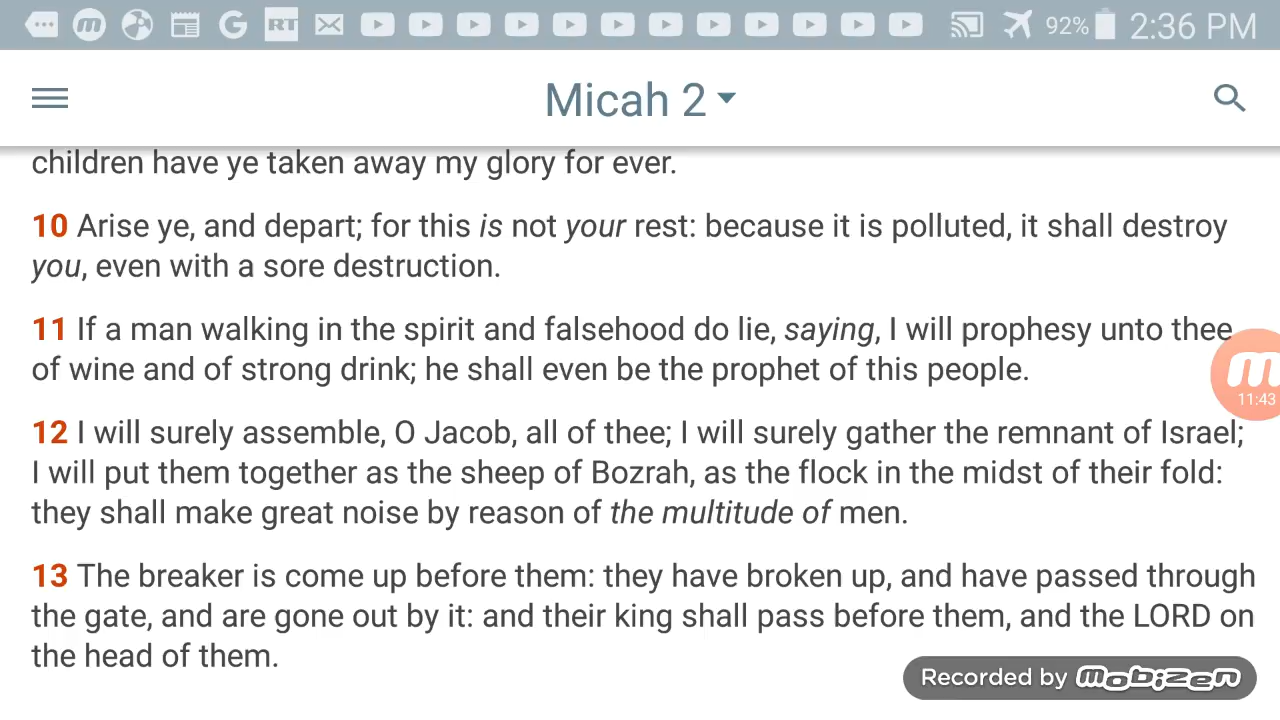 92% 2:36 PM
Micah 2
children have ye taken away my glory for ever.
10 Arise ye, and depart; for this is not your rest: because it is polluted, it shall destroy
you, even with a sore destruction.
11 If a man walking in the spirit and falsehood do lie, saying, I will prophesy unto thee
of wine and of strong drink; he shall even be the prophet of this people.
12 I will surely assemble, O Jacob, all of thee; I will surely gather the remnant of Israel;
I will put them together as the sheep of Bozrah, as the flock in the midst of their fold:
they shall make great noise by reason of the multitude of men.
13 The breaker is come up before them: they have broken up, and have passed through
the gate, and are gone out by it: and their king shall pass before them, and the LORD on
the head of them.
m
11:43
Recorded by mobizen
G
RT
m